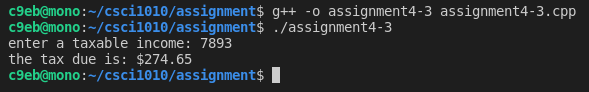 c9eb@mono:~/csci1010/assignment$ g++ -o assignment4-3 assignment4-3.cpp
c9eb@mono:~/csci1010/assignment$ ./assignment4-3
enter a taxable income: 7893
the tax due is: $274.65
c9eb@mono:~/csci1010/assignment$